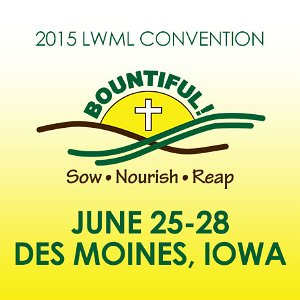 2015 LWML CONVENTION
BOUNTIFUL!
Sow • Nourish • Reap
JUNE 25-28
DES MOINES, IOWA